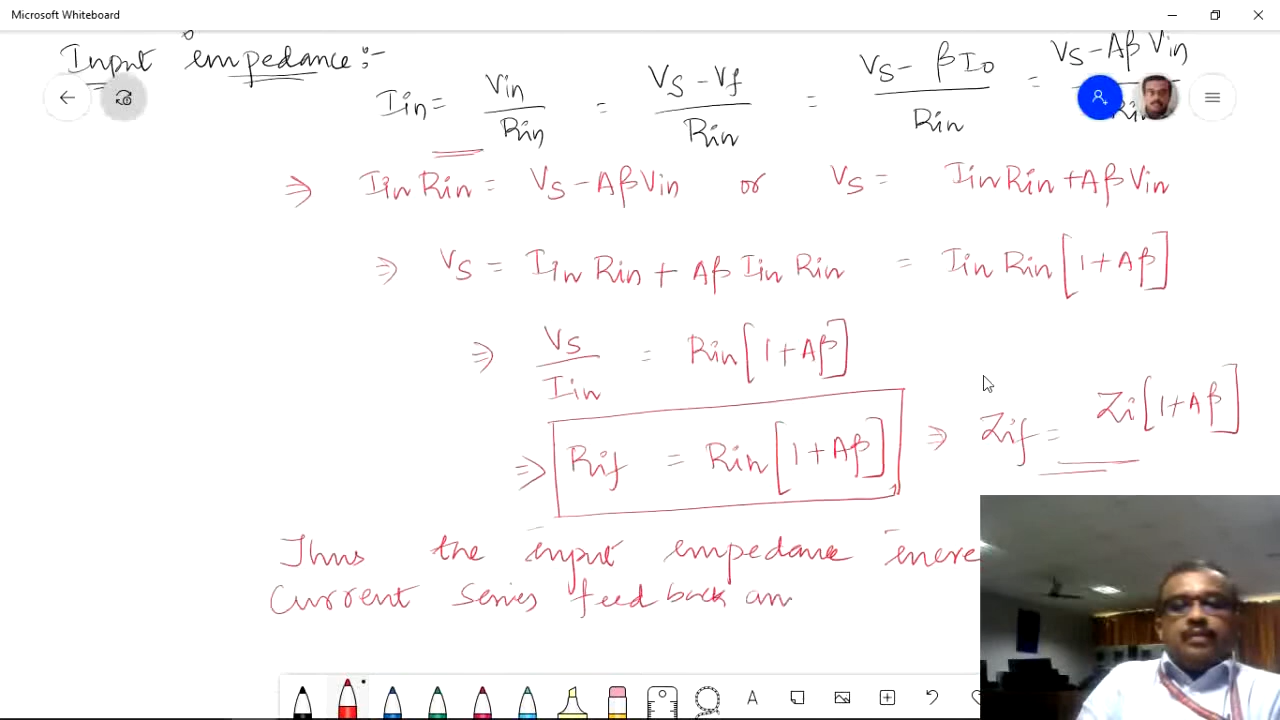 Microsoft Whiteboard
Input impedance :-
Iin = Vin / Rin = Vs - Vf / Rin = Vs - βIo / Rin = Vs - Aβ Vin / Rin
⇒ Iin Rin = Vs - Aβ Vin or Vs = Iin Rin + Aβ Vin
⇒ Vs = Iin Rin + Aβ Iin Rin = Iin Rin [1 + Aβ]
⇒ Vs / Iin = Rin [1 + Aβ]
⇒ Rif = Rin [1 + Aβ] ⇒ Zif = Zi [1 + Aβ]
Thus the input impedance incre
Current Series feedback am
A